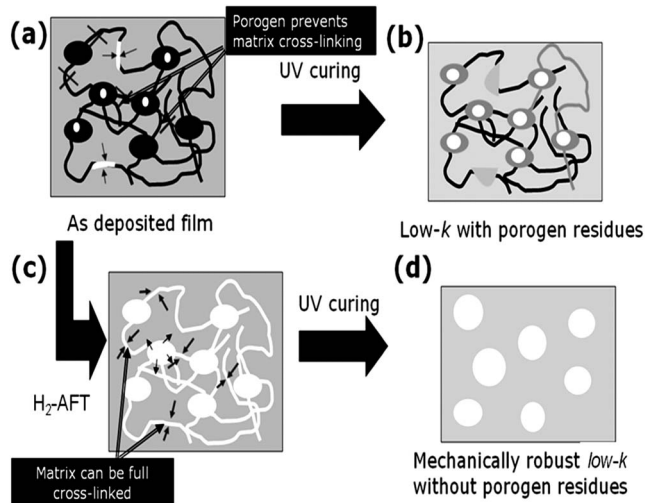 (a)
Porogen prevents
matrix cross-linking
UV curing
(b)
As deposited film
Low-k with porogen residues
(c)
H₂-AFT
UV curing
(d)
Matrix can be full
cross-linked
Mechanically robust low-k
without porogen residues